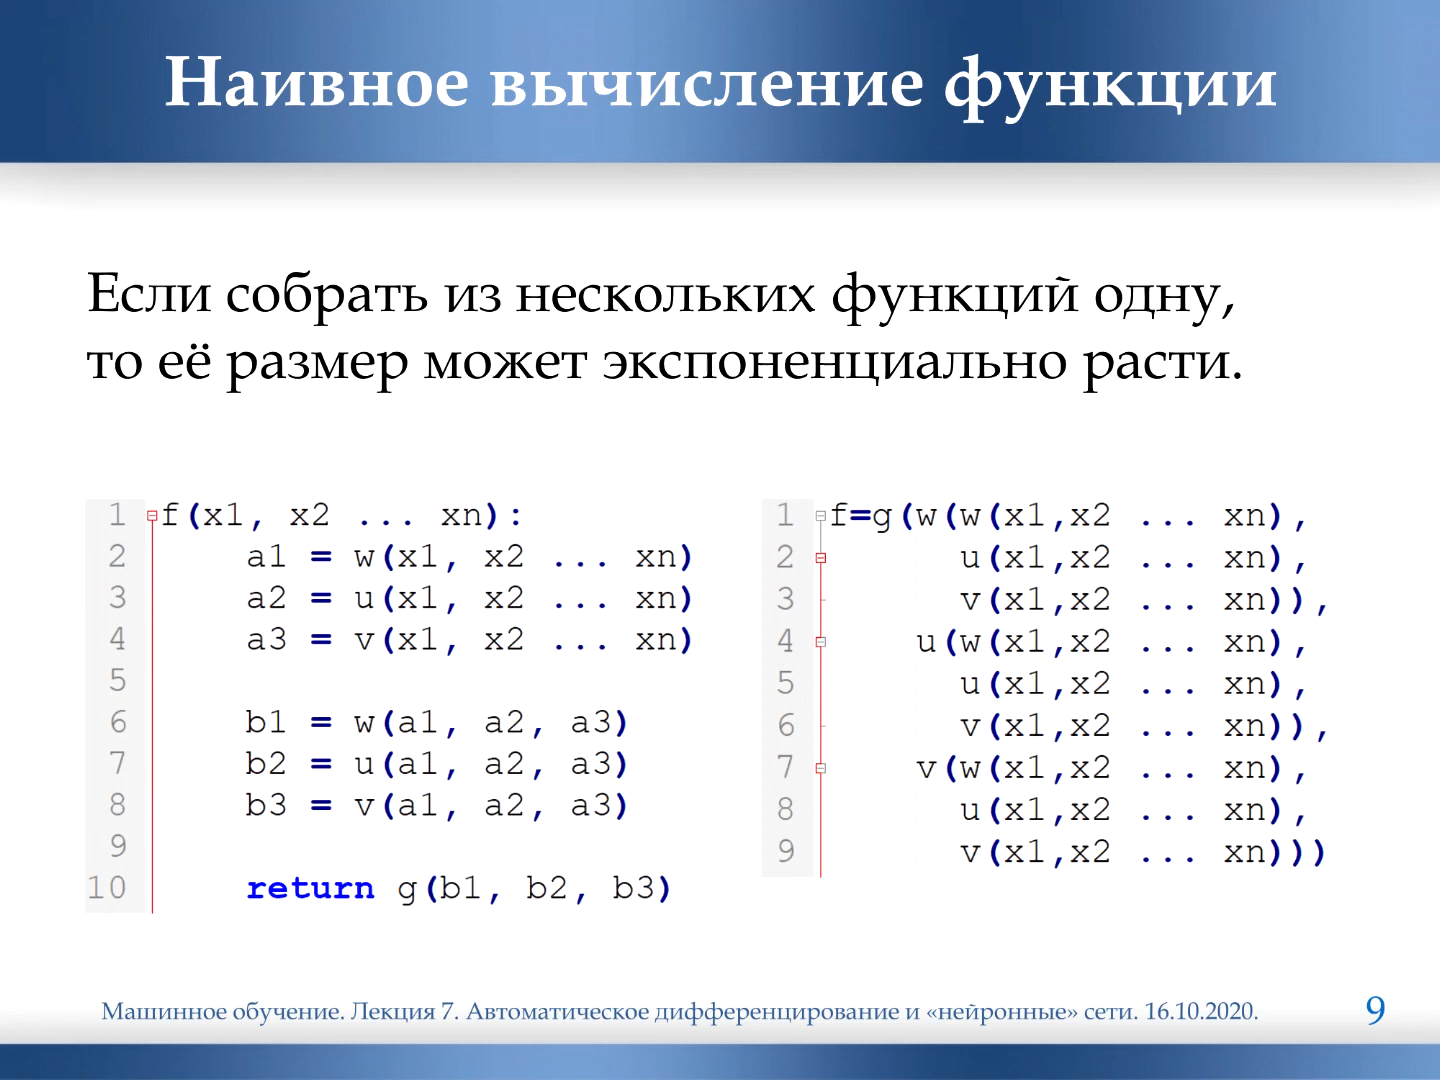 Наивное вычисление функции
Если собрать из нескольких функций одну,
то её размер может экспоненциально расти.
1 f(x1, x2 ... xn):
2     a1 = w(x1, x2 ... xn)
3     a2 = u(x1, x2 ... xn)
4     a3 = v(x1, x2 ... xn)
5
6     b1 = w(a1, a2, a3)
7     b2 = u(a1, a2, a3)
8     b3 = v(a1, a2, a3)
9
10     return g(b1, b2, b3)
1 f=g(w(w(x1,x2 ... xn),
2       u(x1,x2 ... xn),
3       v(x1,x2 ... xn)),
4     u(w(x1,x2 ... xn),
5       u(x1,x2 ... xn),
6       v(x1,x2 ... xn)),
7     v(w(x1,x2 ... xn),
8       u(x1,x2 ... xn),
9       v(x1,x2 ... xn)))
Машинное обучение. Лекция 7. Автоматическое дифференцирование и «нейронные» сети. 16.10.2020.
9